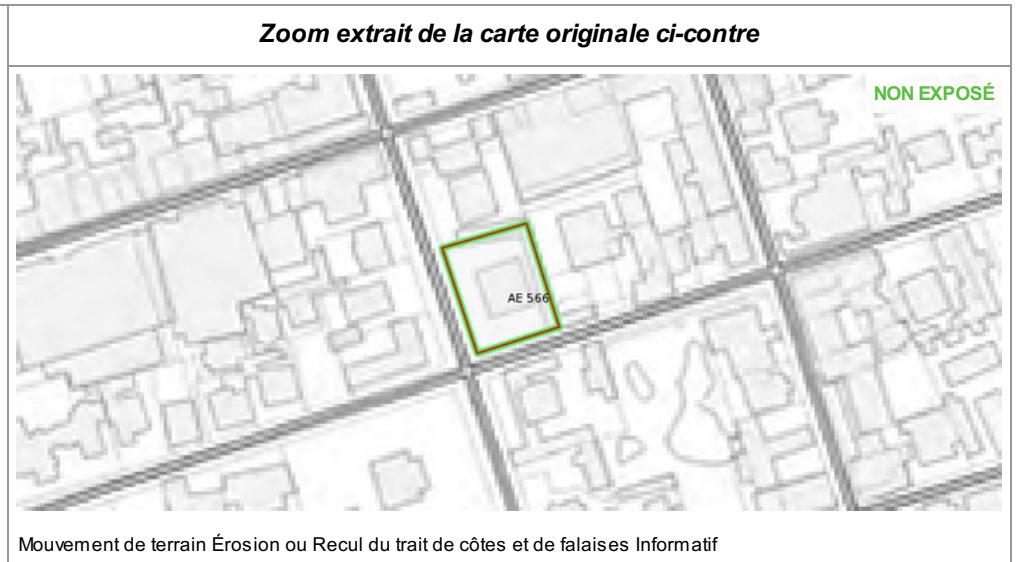 Zoom extrait de la carte originale ci-contre
NON EXPOSÉ
AE 566
Mouvement de terrain Érosion ou Recul du trait de côtes et de falaises Informatif